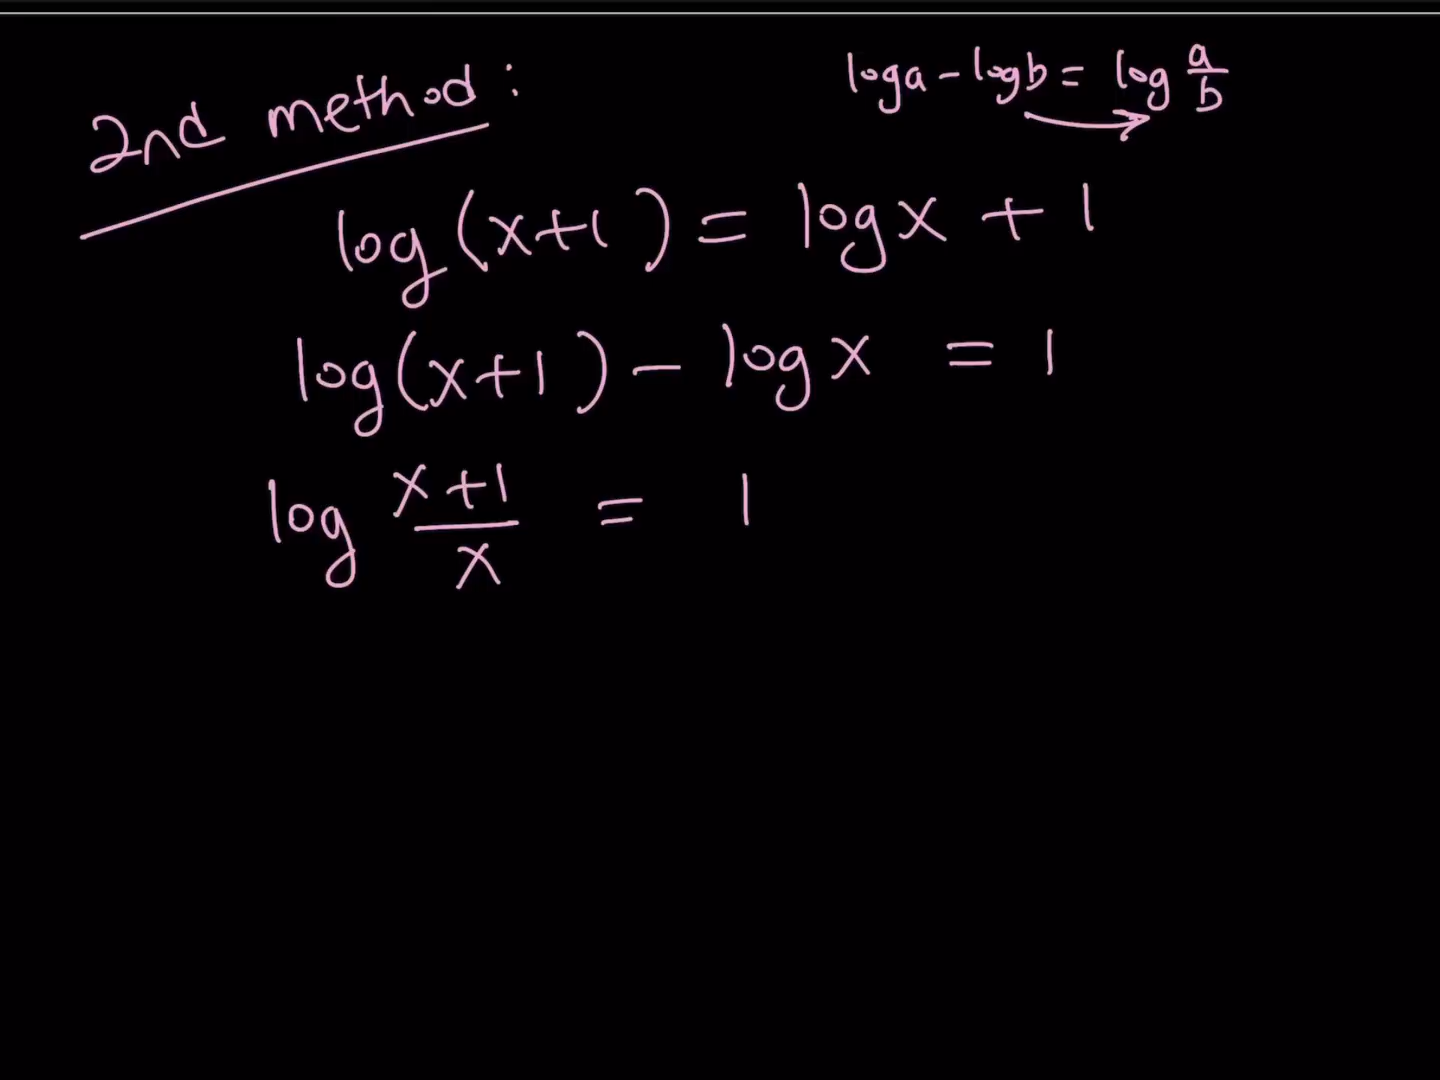 2nd method:
log a - log b = log a/b
log (x+1) = log x + 1
log (x+1) - log x = 1
log x+1/x = 1